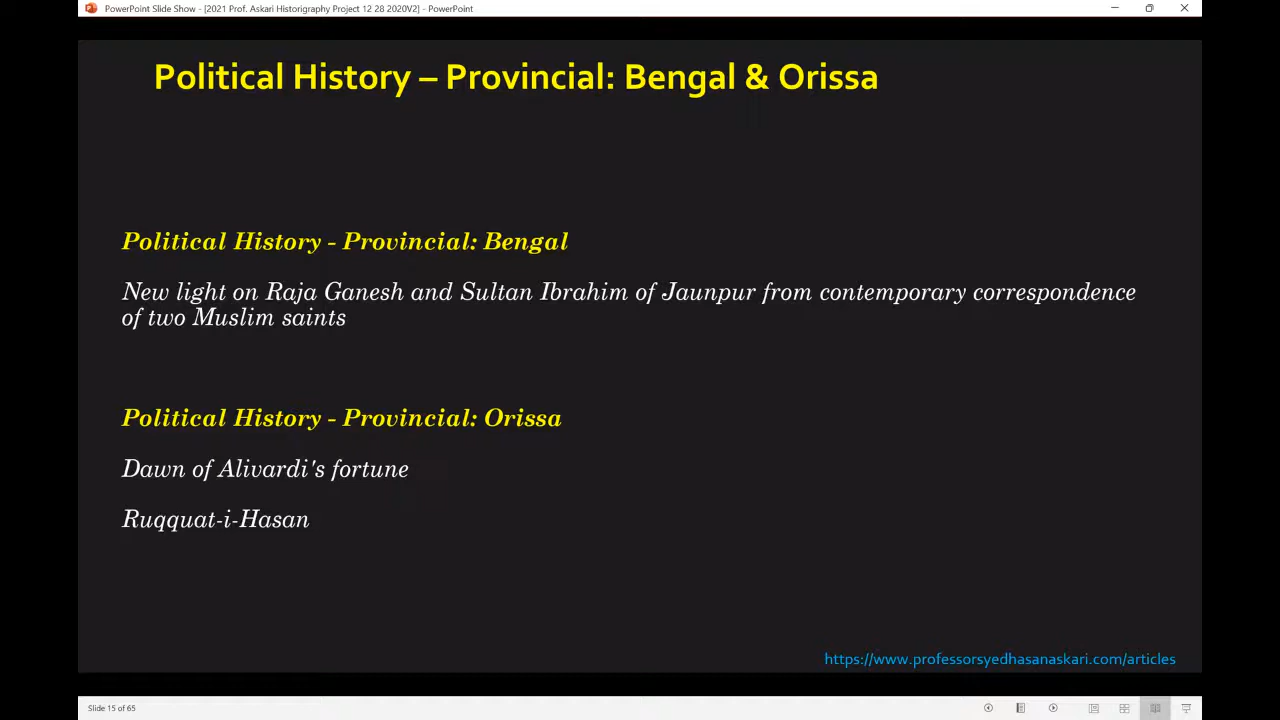 PowerPoint Slide Show - [2021 Prof. Askari Historigraphy Project 12 28 2020V2] - PowerPoint
Political History – Provincial: Bengal & Orissa
Political History - Provincial: Bengal
New light on Raja Ganesh and Sultan Ibrahim of Jaunpur from contemporary correspondence
of two Muslim saints
Political History - Provincial: Orissa
Dawn of Alivardi's fortune
Ruqquat-i-Hasan
https://www.professorsyedhasanaskari.com/articles
Slide 15 of 65